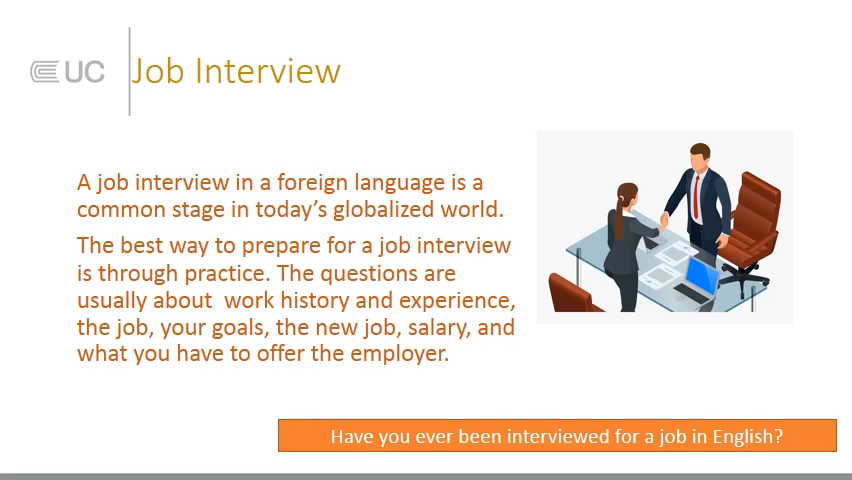 UC
Job Interview
A job interview in a foreign language is a
common stage in today's globalized world.
The best way to prepare for a job interview
is through practice. The questions are
usually about  work history and experience,
the job, your goals, the new job, salary, and
what you have to offer the employer.
Have you ever been interviewed for a job in English?